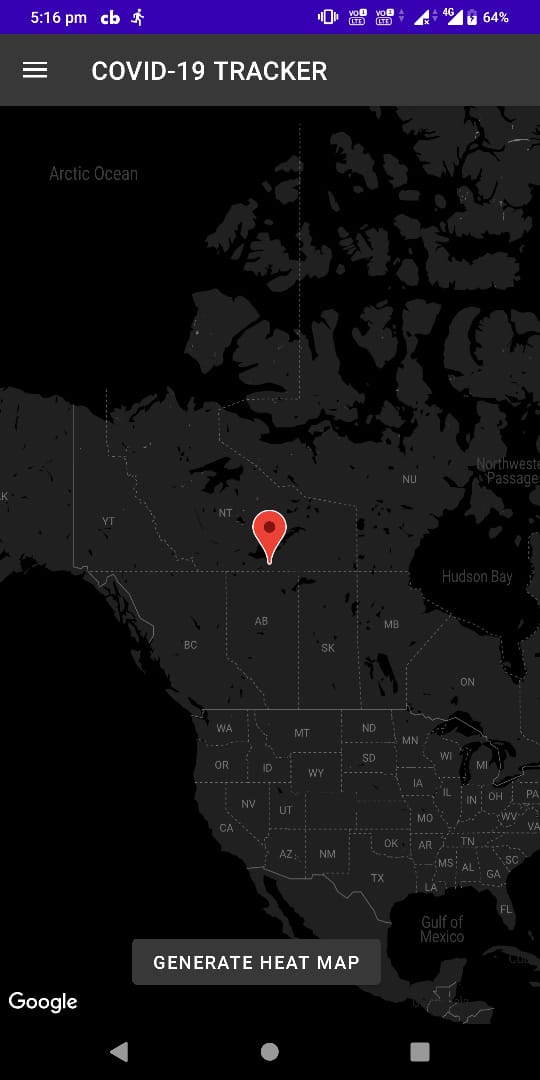 5:16 pm cb VO 1 LTE VO 2 LTE 4G 64%
COVID-19 TRACKER
Arctic Ocean
NU
Northweste
Passage
NT
YT
Hudson Bay
AB
MB
BC
SK
ON
WA
MT
ND
MN
OR
ID
SD
WI
MI
WY
IA
NV
UT
IL
IN
OH
PA
CA
MO
WV
VA
AZ
NM
OK
AR
TN
SC
MS
AL
GA
TX
LA
FL
Gulf of
Mexico
GENERATE HEAT MAP
Google